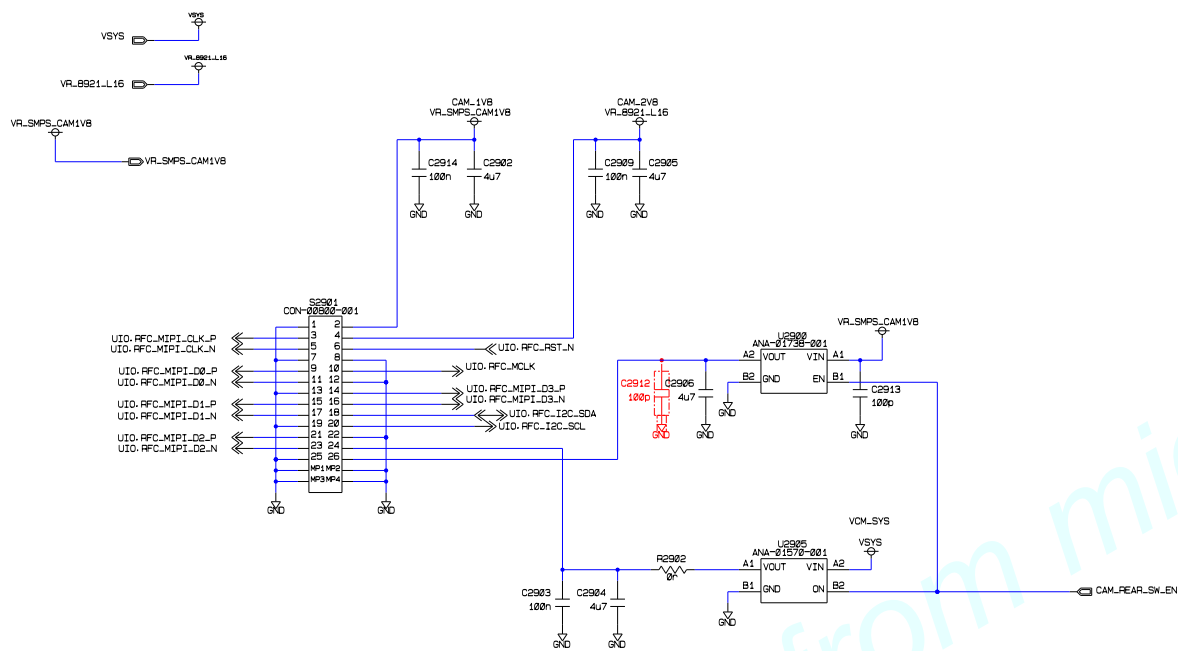 VSYS
VSYS
VR_8921_L16
VR_8921_L16
VR_SMPS_CAM1V8
VR_SMPS_CAM1V8
CAM_1V8
VR_SMPS_CAM1V8
CAM_2V8
VR_8921_L16
C2914
100n
C2902
4u7
C2909
100n
C2905
4u7
GND
GND
GND
GND
S2901
CON-00800-001
1 2
3 4
5 6
7 8
9 10
11 12
13 14
15 16
17 18
19 20
21 22
23 24
25 26
MP1 MP2
MP3 MP4
UIO.RFC_MIPI_CLK_P
UIO.RFC_MIPI_CLK_N
UIO.RFC_MIPI_D0_P
UIO.RFC_MIPI_D0_N
UIO.RFC_MIPI_D1_P
UIO.RFC_MIPI_D1_N
UIO.RFC_MIPI_D2_P
UIO.RFC_MIPI_D2_N
UIO.RFC_RST_N
UIO.RFC_MCLK
UIO.RFC_MIPI_D3_P
UIO.RFC_MIPI_D3_N
UIO.RFC_I2C_SDA
UIO.RFC_I2C_SCL
GND
GND
C2912
100p
GND
C2906
4u7
GND
VR_SMPS_CAM1V8
U2900
ANA-01738-001
A2 VOUT VIN A1
B2 GND EN B1
GND
C2913
100p
GND
VCM_SYS
VSYS
U2905
ANA-01570-001
A1 VOUT VIN A2
B1 GND ON B2
GND
R2902
0r
C2903
100n
C2904
4u7
GND
GND
CAM_REAR_SW_EN
from mi